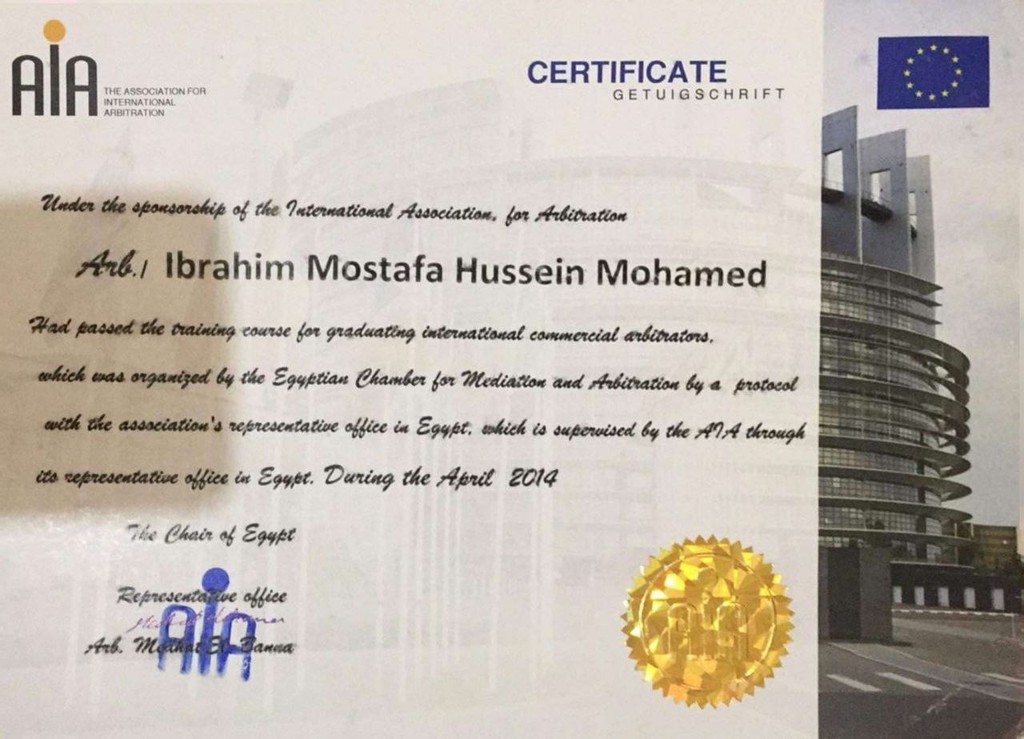 AIA
THE ASSOCIATION FOR
INTERNATIONAL
ARBITRATION
CERTIFICATE
GETUIGSCHRIFT
Under the sponsorship of the International Association, for Arbitration
Arb./ Ibrahim Mostafa Hussein Mohamed
Had passed the training course for graduating international commercial arbitrators,
which was organized by the Egyptian Chamber for Mediation and Arbitration by a protocol
with the association's representative office in Egypt, which is supervised by the AIA through
its representative office in Egypt. During the April 2014
The Chair of Egypt
Representative office
Arb. Medhat El-Banna
AIA
AIA